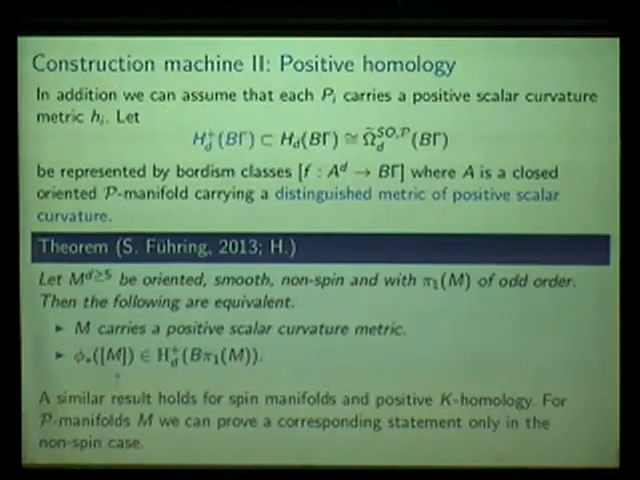 Construction machine II: Positive homology
In addition we can assume that each P_i carries a positive scalar curvature
metric h_i. Let
H_d^+(BΓ) ⊂ H_d(BΓ) ≅ Ω̃_d^{SO,P}(BΓ)
be represented by bordism classes [f : A^d → BΓ] where A is a closed
oriented P-manifold carrying a distinguished metric of positive scalar
curvature.
Theorem (S. Führing, 2013; H.)
Let M^{d≥5} be oriented, smooth, non-spin and with π_1(M) of odd order.
Then the following are equivalent.
▸ M carries a positive scalar curvature metric.
▸ ϕ_*([M]) ∈ H_d^+(Bπ_1(M)).
A similar result holds for spin manifolds and positive K-homology. For
P-manifolds M we can prove a corresponding statement only in the
non-spin case.